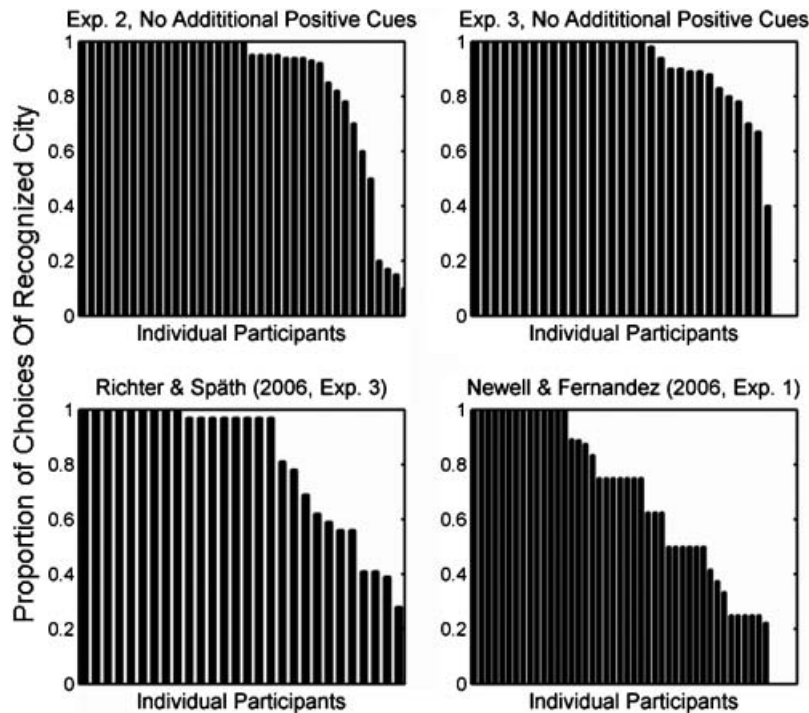 Exp. 2, No Addititional Positive Cues
Exp. 3, No Addititional Positive Cues
Proportion of Choices Of Recognized City
1
0.8
0.6
0.4
0.2
0
Individual Participants
1
0.8
0.6
0.4
0.2
0
Individual Participants
Richter & Späth (2006, Exp. 3)
Newell & Fernandez (2006, Exp. 1)
1
0.8
0.6
0.4
0.2
0
Individual Participants
1
0.8
0.6
0.4
0.2
0
Individual Participants